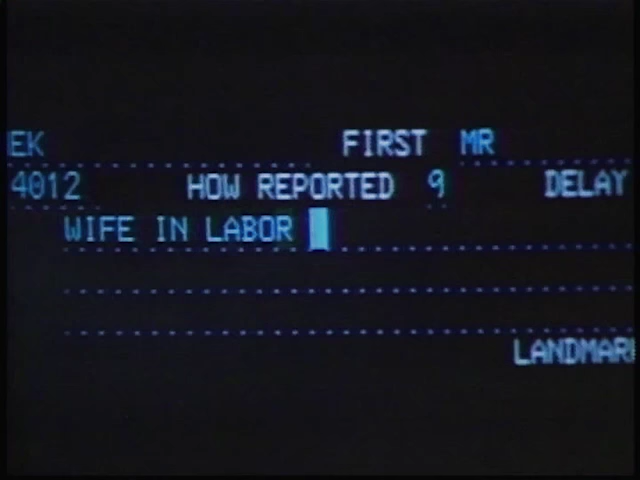 EK FIRST MR
4012 HOW REPORTED 9 DELAY
WIFE IN LABOR
LANDMAR